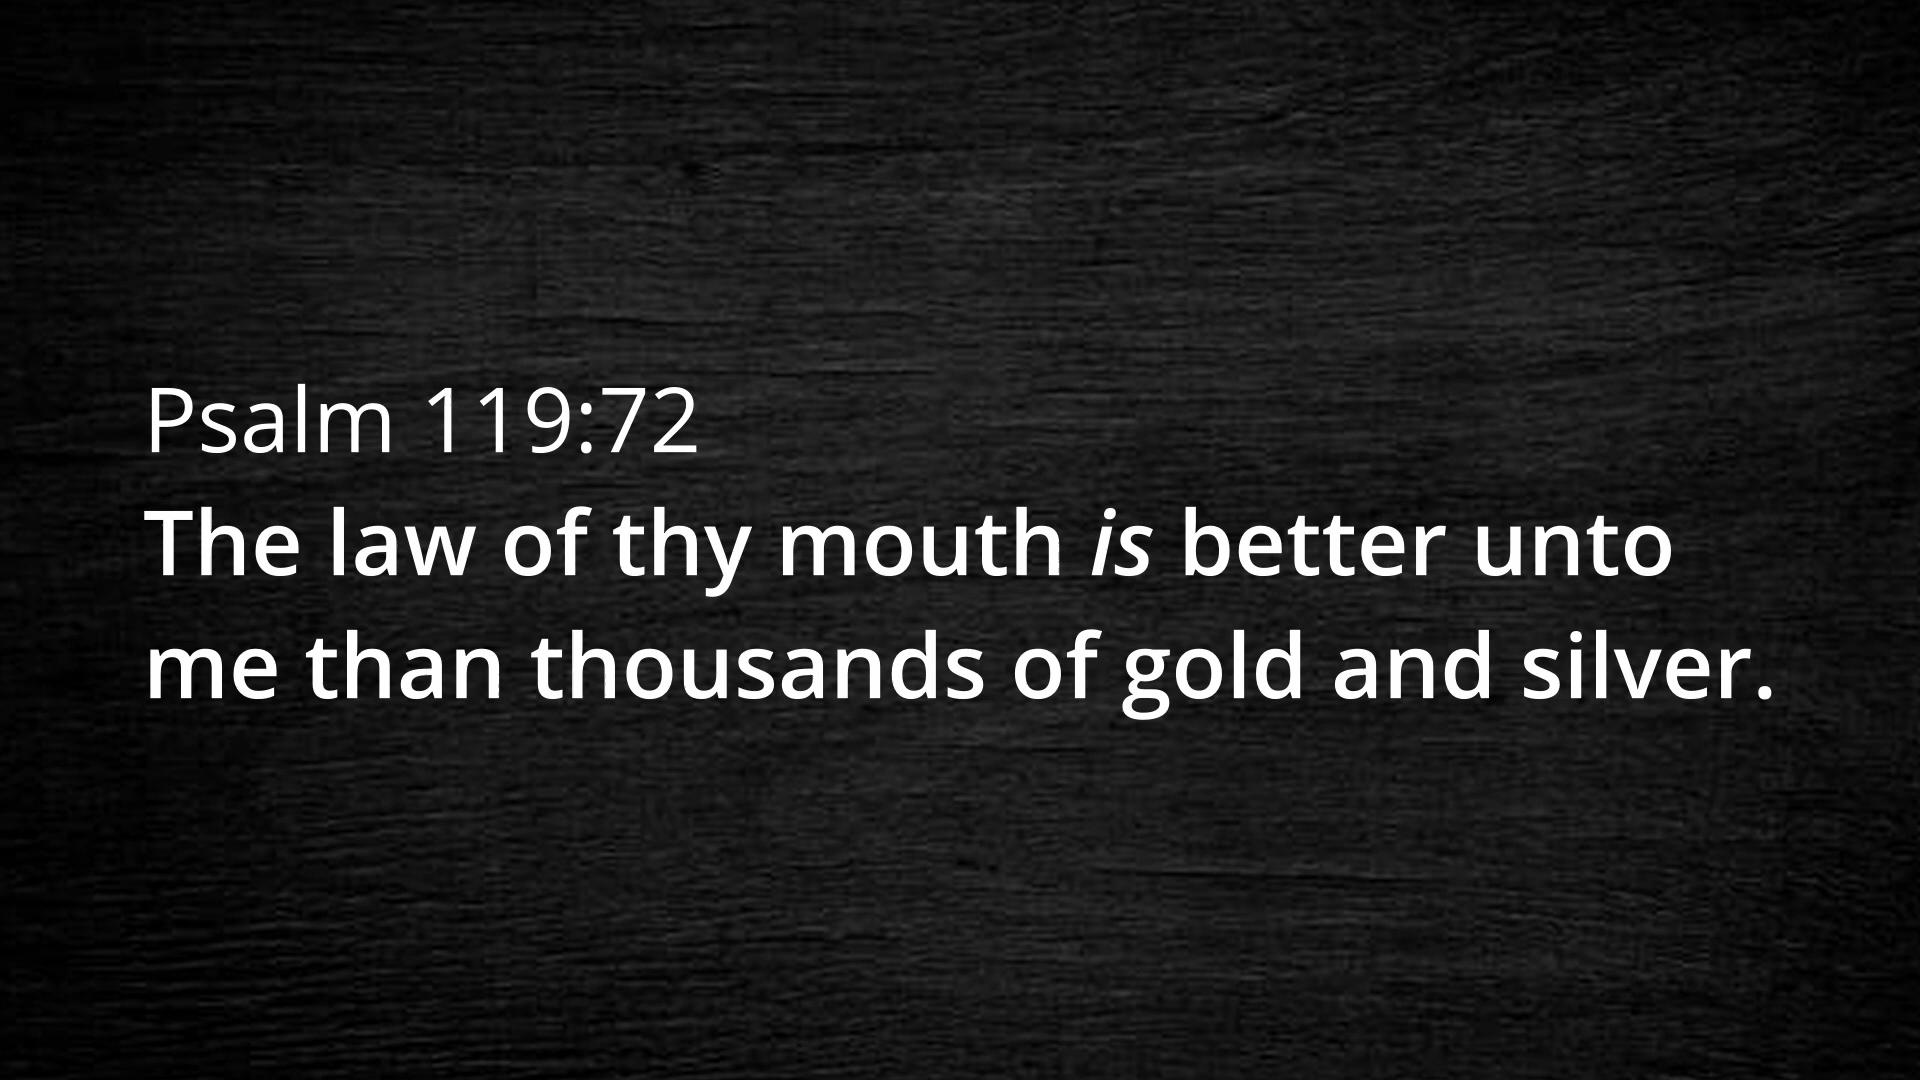 Psalm 119:72
The law of thy mouth is better unto
me than thousands of gold and silver.